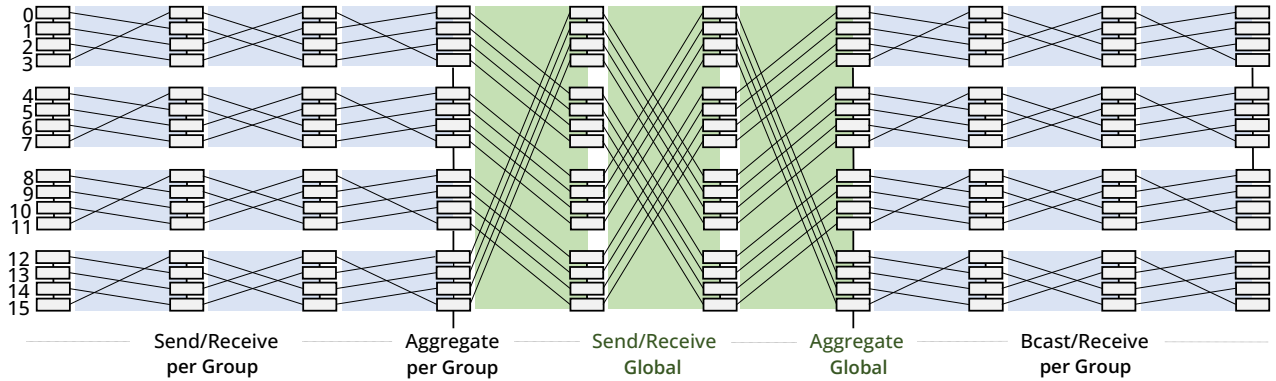 0
1
2
3
4
5
6
7
8
9
10
11
12
13
14
15
Send/Receive
per Group
Aggregate
per Group
Send/Receive
Global
Aggregate
Global
Bcast/Receive
per Group